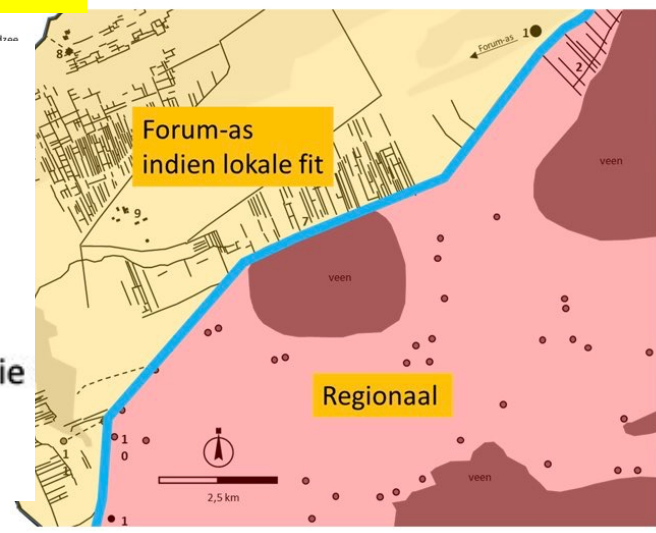 8
Forum-as
1
2
Forum-as
indien lokale fit
veen
9
7
veen
ie
Regionaal
1
0
1
2,5 km
veen
1